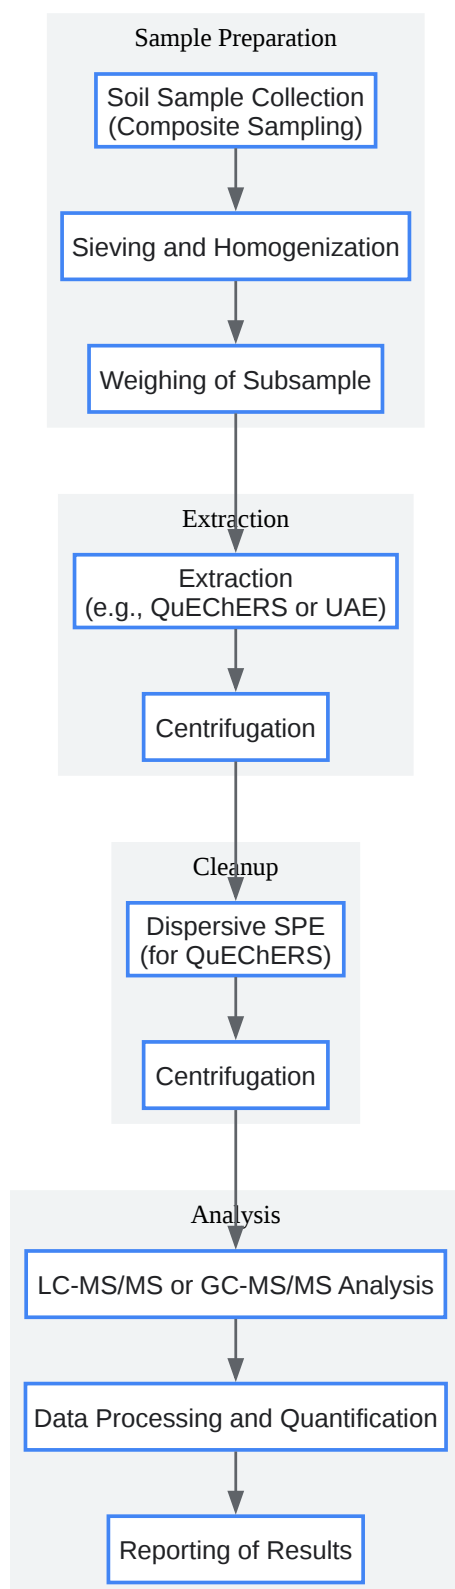 Sample Preparation
Soil Sample Collection
(Composite Sampling)
Sieving and Homogenization
Weighing of Subsample
Extraction
Extraction
(e.g., QuEChERS or UAE)
Centrifugation
Cleanup
Dispersive SPE
(for QuEChERS)
Centrifugation
Analysis
LC-MS/MS or GC-MS/MS Analysis
Data Processing and Quantification
Reporting of Results